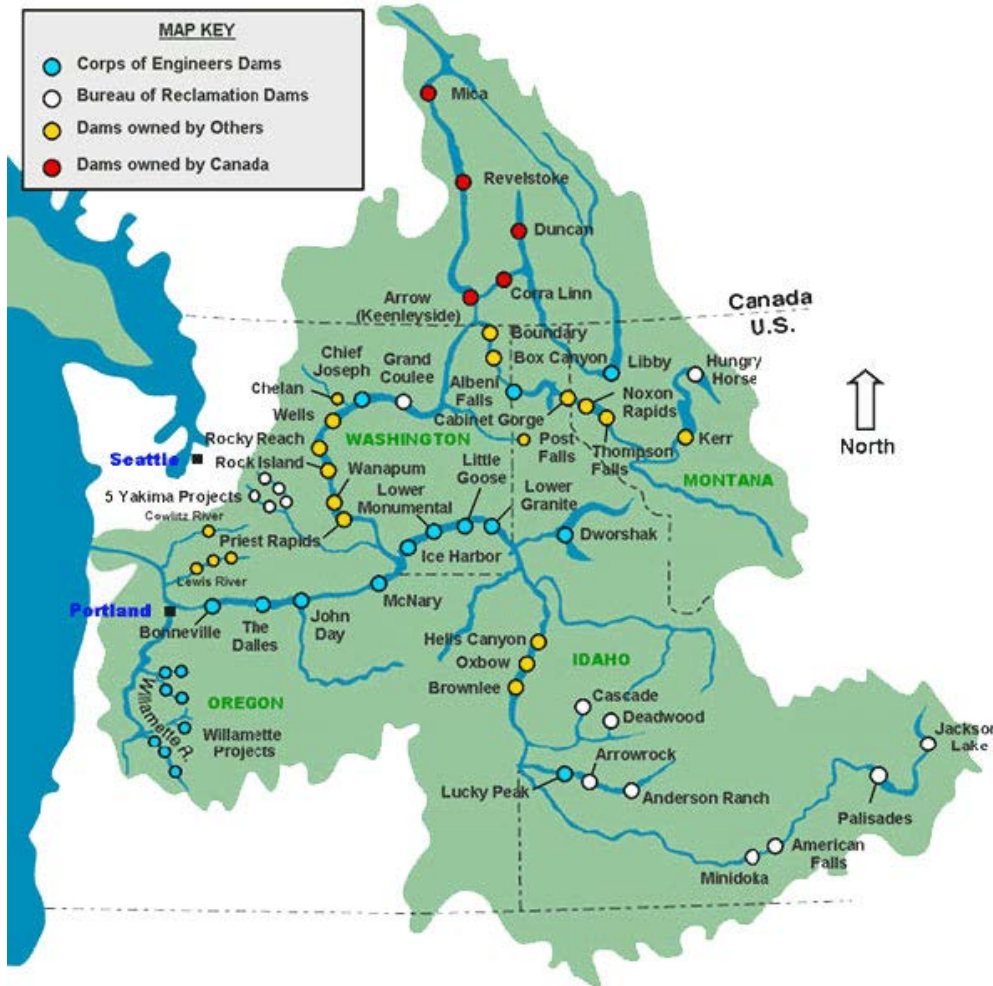 MAP KEY
Corps of Engineers Dams
Bureau of Reclamation Dams
Dams owned by Others
Dams owned by Canada
Mica
Revelstoke
Duncan
Corra Linn
Arrow
(Keenleyside)
Canada
U.S.
Boundary
Box Canyon
Libby
Hungry
Horse
Chief
Joseph
Grand
Coulee
Albeni
Falls
Chelan
Wells
Cabinet Gorge
Noxon
Rapids
Kerr
North
Rocky Reach
WASHINGTON
Post
Falls
Thompson
Falls
MONTANA
Seattle
Rock Island
Wanapum
Little
Goose
Lower
Monumental
Lower
Granite
5 Yakima Projects
Cowlitz River
Priest Rapids
Ice Harbor
Dworshak
Lewis River
McNary
Portland
Bonneville
The
Dalles
John
Day
Hells Canyon
Oxbow
Brownlee
IDAHO
OREGON
Willamette R.
Willamette
Projects
Cascade
Deadwood
Arrowrock
Lucky Peak
Anderson Ranch
Jackson
Lake
Palisades
American
Falls
Minidoka